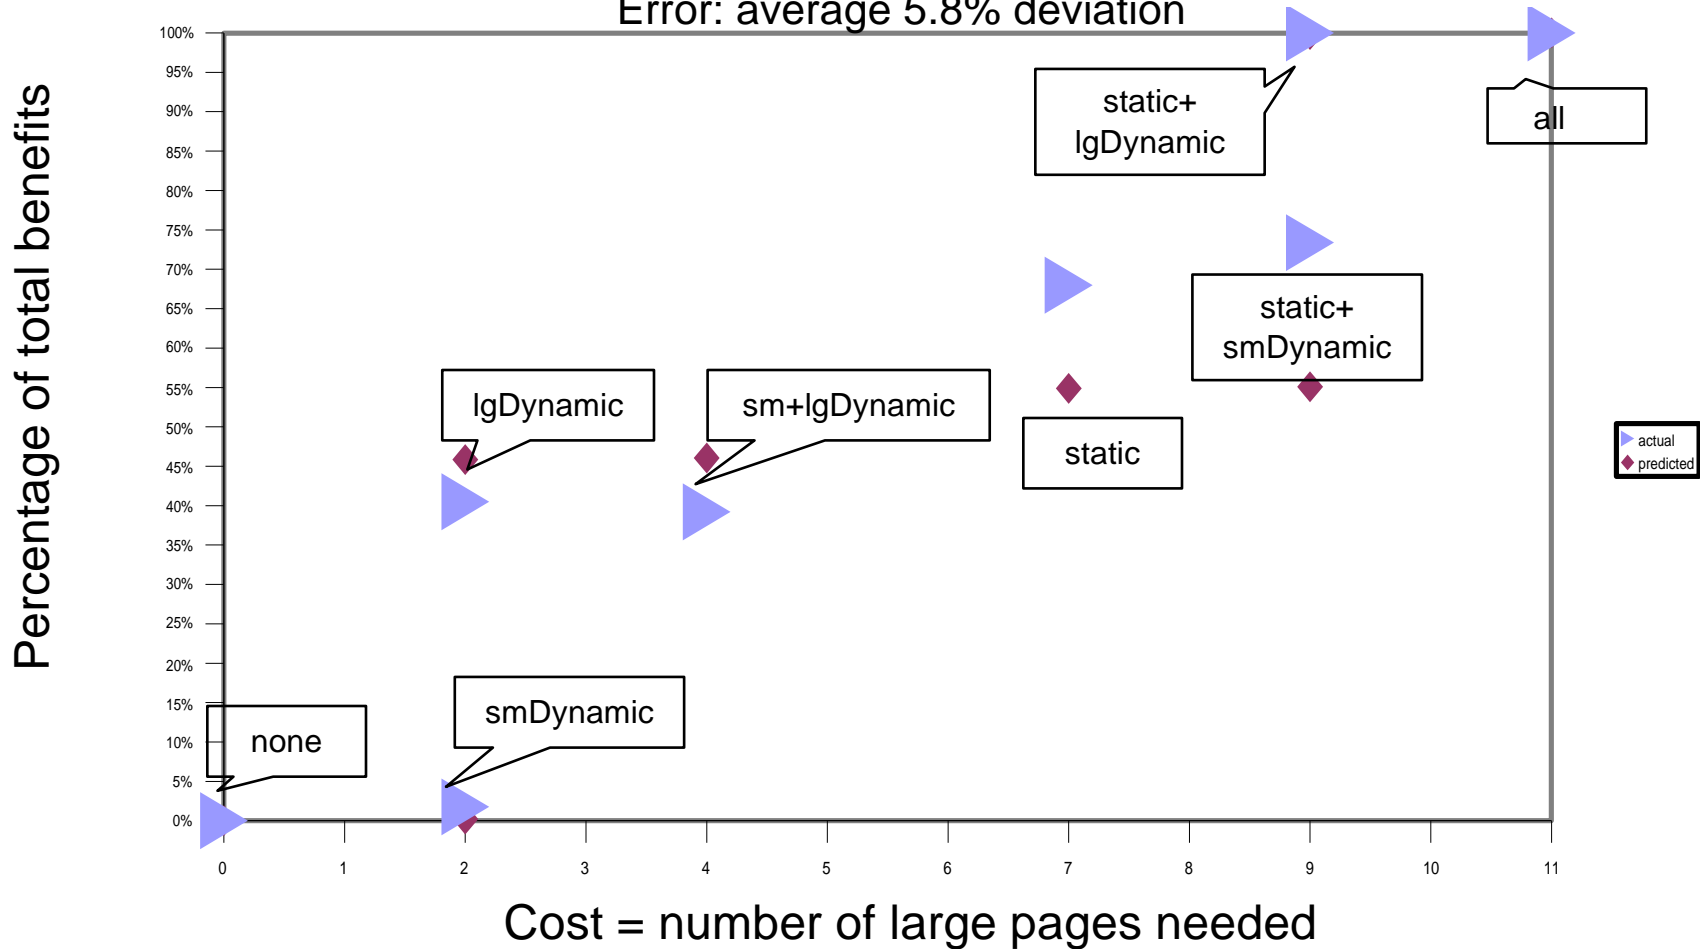 Error: average 5.8% deviation
Percentage of total benefits
100%
95%
90%
85%
80%
75%
70%
65%
60%
55%
50%
45%
40%
35%
30%
25%
20%
15%
10%
5%
0%
static+
lgDynamic
all
static+
smDynamic
lgDynamic
sm+lgDynamic
static
actual
predicted
smDynamic
none
0 1 2 3 4 5 6 7 8 9 10 11
Cost = number of large pages needed